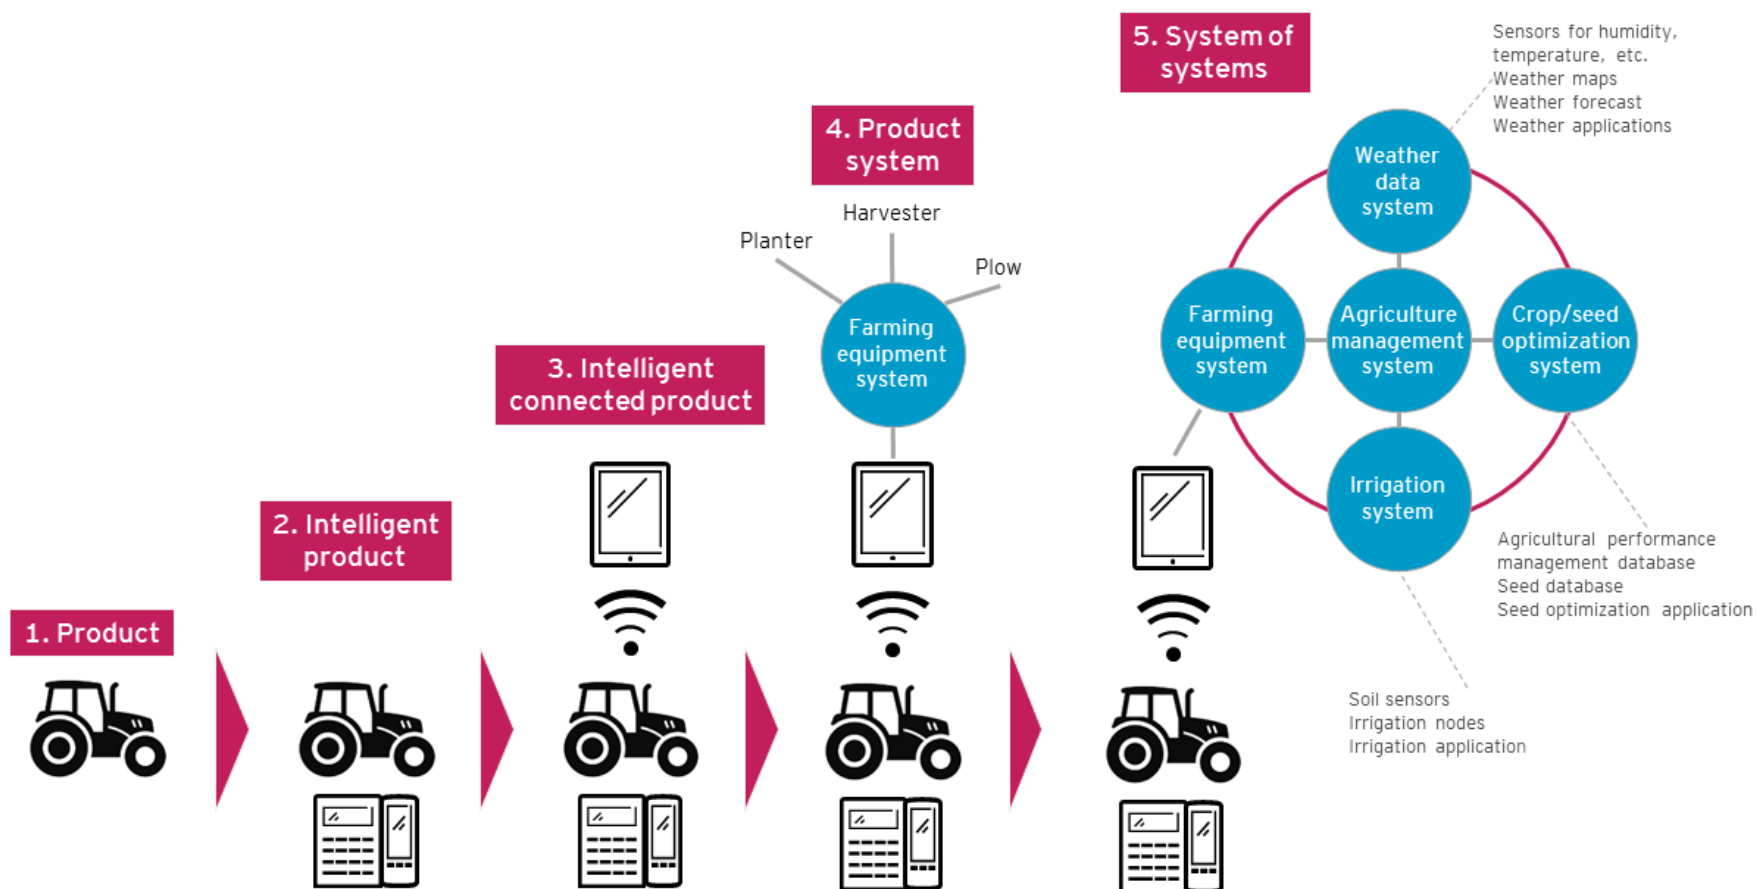 1. Product
2. Intelligent
product
3. Intelligent
connected product
4. Product
system
Harvester
Planter
Plow
Farming
equipment
system
5. System of
systems
Sensors for humidity,
temperature, etc.
Weather maps
Weather forecast
Weather applications
Weather
data
system
Farming
equipment
system
Agriculture
management
system
Crop/seed
optimization
system
Irrigation
system
Agricultural performance
management database
Seed database
Seed optimization application
Soil sensors
Irrigation nodes
Irrigation application